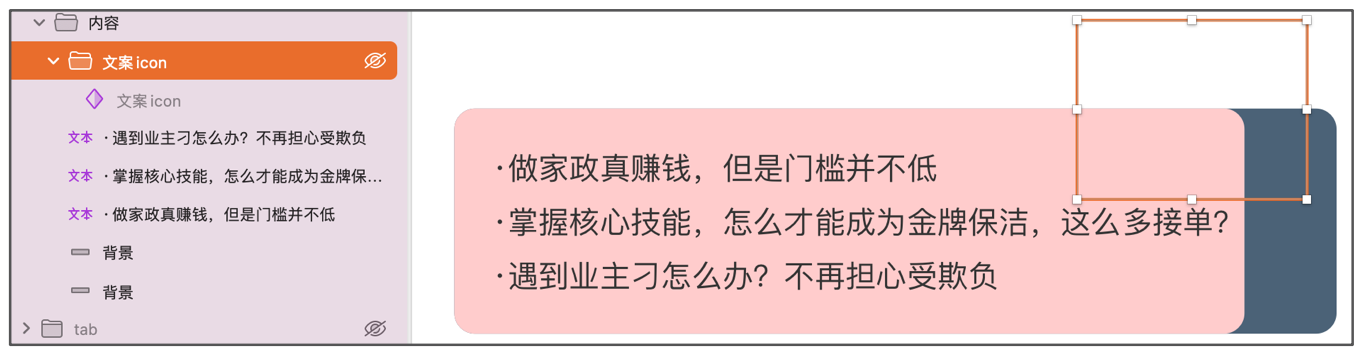 内容
文案icon
文案icon
文本 ·遇到业主刁怎么办？不再担心受欺负
文本 ·掌握核心技能，怎么才能成为金牌保...
文本 ·做家政真赚钱，但是门槛并不低
背景
背景
tab
·做家政真赚钱，但是门槛并不低
·掌握核心技能，怎么才能成为金牌保洁，这么多接单？
·遇到业主刁怎么办？不再担心受欺负